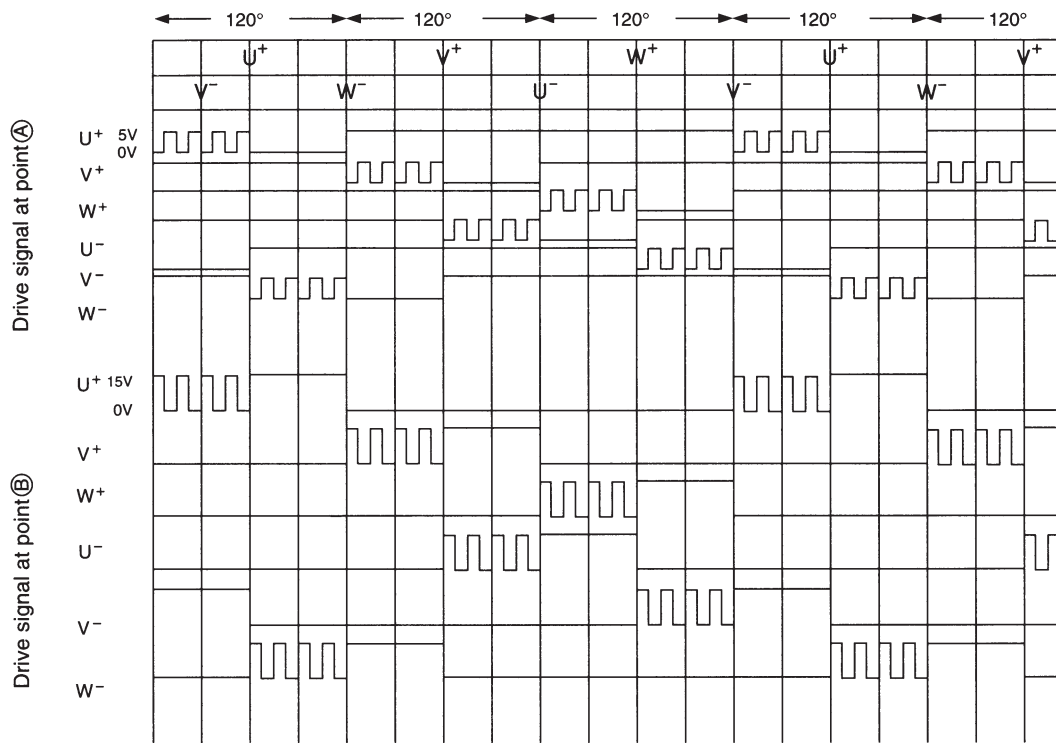 120° 120° 120° 120° 120°
U⁺ V⁺ W⁺ U⁺ V⁺
V⁻ W⁻ U⁻ V⁻ W⁻
Drive signal at point Ⓐ
U⁺ 5V
0V
V⁺
W⁺
U⁻
V⁻
W⁻
Drive signal at point Ⓑ
U⁺ 15V
0V
V⁺
W⁺
U⁻
V⁻
W⁻